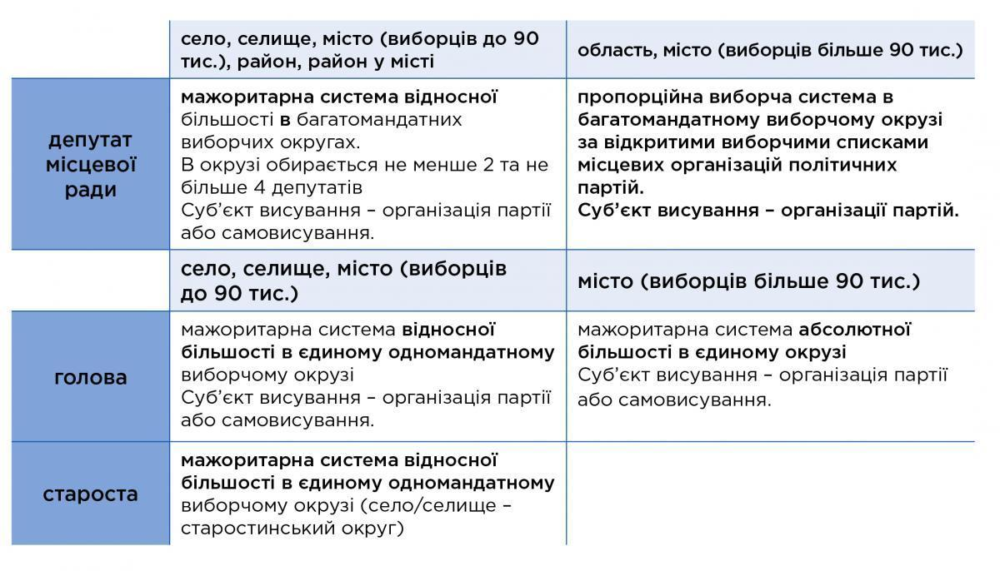 село, селище, місто (виборців до 90
тис.), район, район у місті
область, місто (виборців більше 90 тис.)
депутат
місцевої
ради
мажоритарна система відносної
більшості в багатомандатних
виборчих округах.
В окрузі обирається не менше 2 та не
більше 4 депутатів
Суб’єкт висування – організація партії
або самовисування.
пропорційна виборча система в
багатомандатному виборчому окрузі
за відкритими виборчими списками
місцевих організацій політичних
партій.
Суб’єкт висування – організації партій.
село, селище, місто (виборців
до 90 тис.)
місто (виборців більше 90 тис.)
голова
мажоритарна система відносної
більшості в єдиному одномандатному
виборчому окрузі
Суб’єкт висування – організація партії
або самовисування.
мажоритарна система абсолютної
більшості в єдиному окрузі
Суб’єкт висування – організація партії
або самовисування.
староста
мажоритарна система відносної
більшості в єдиному одномандатному
виборчому окрузі (село/селище –
старостинський округ)